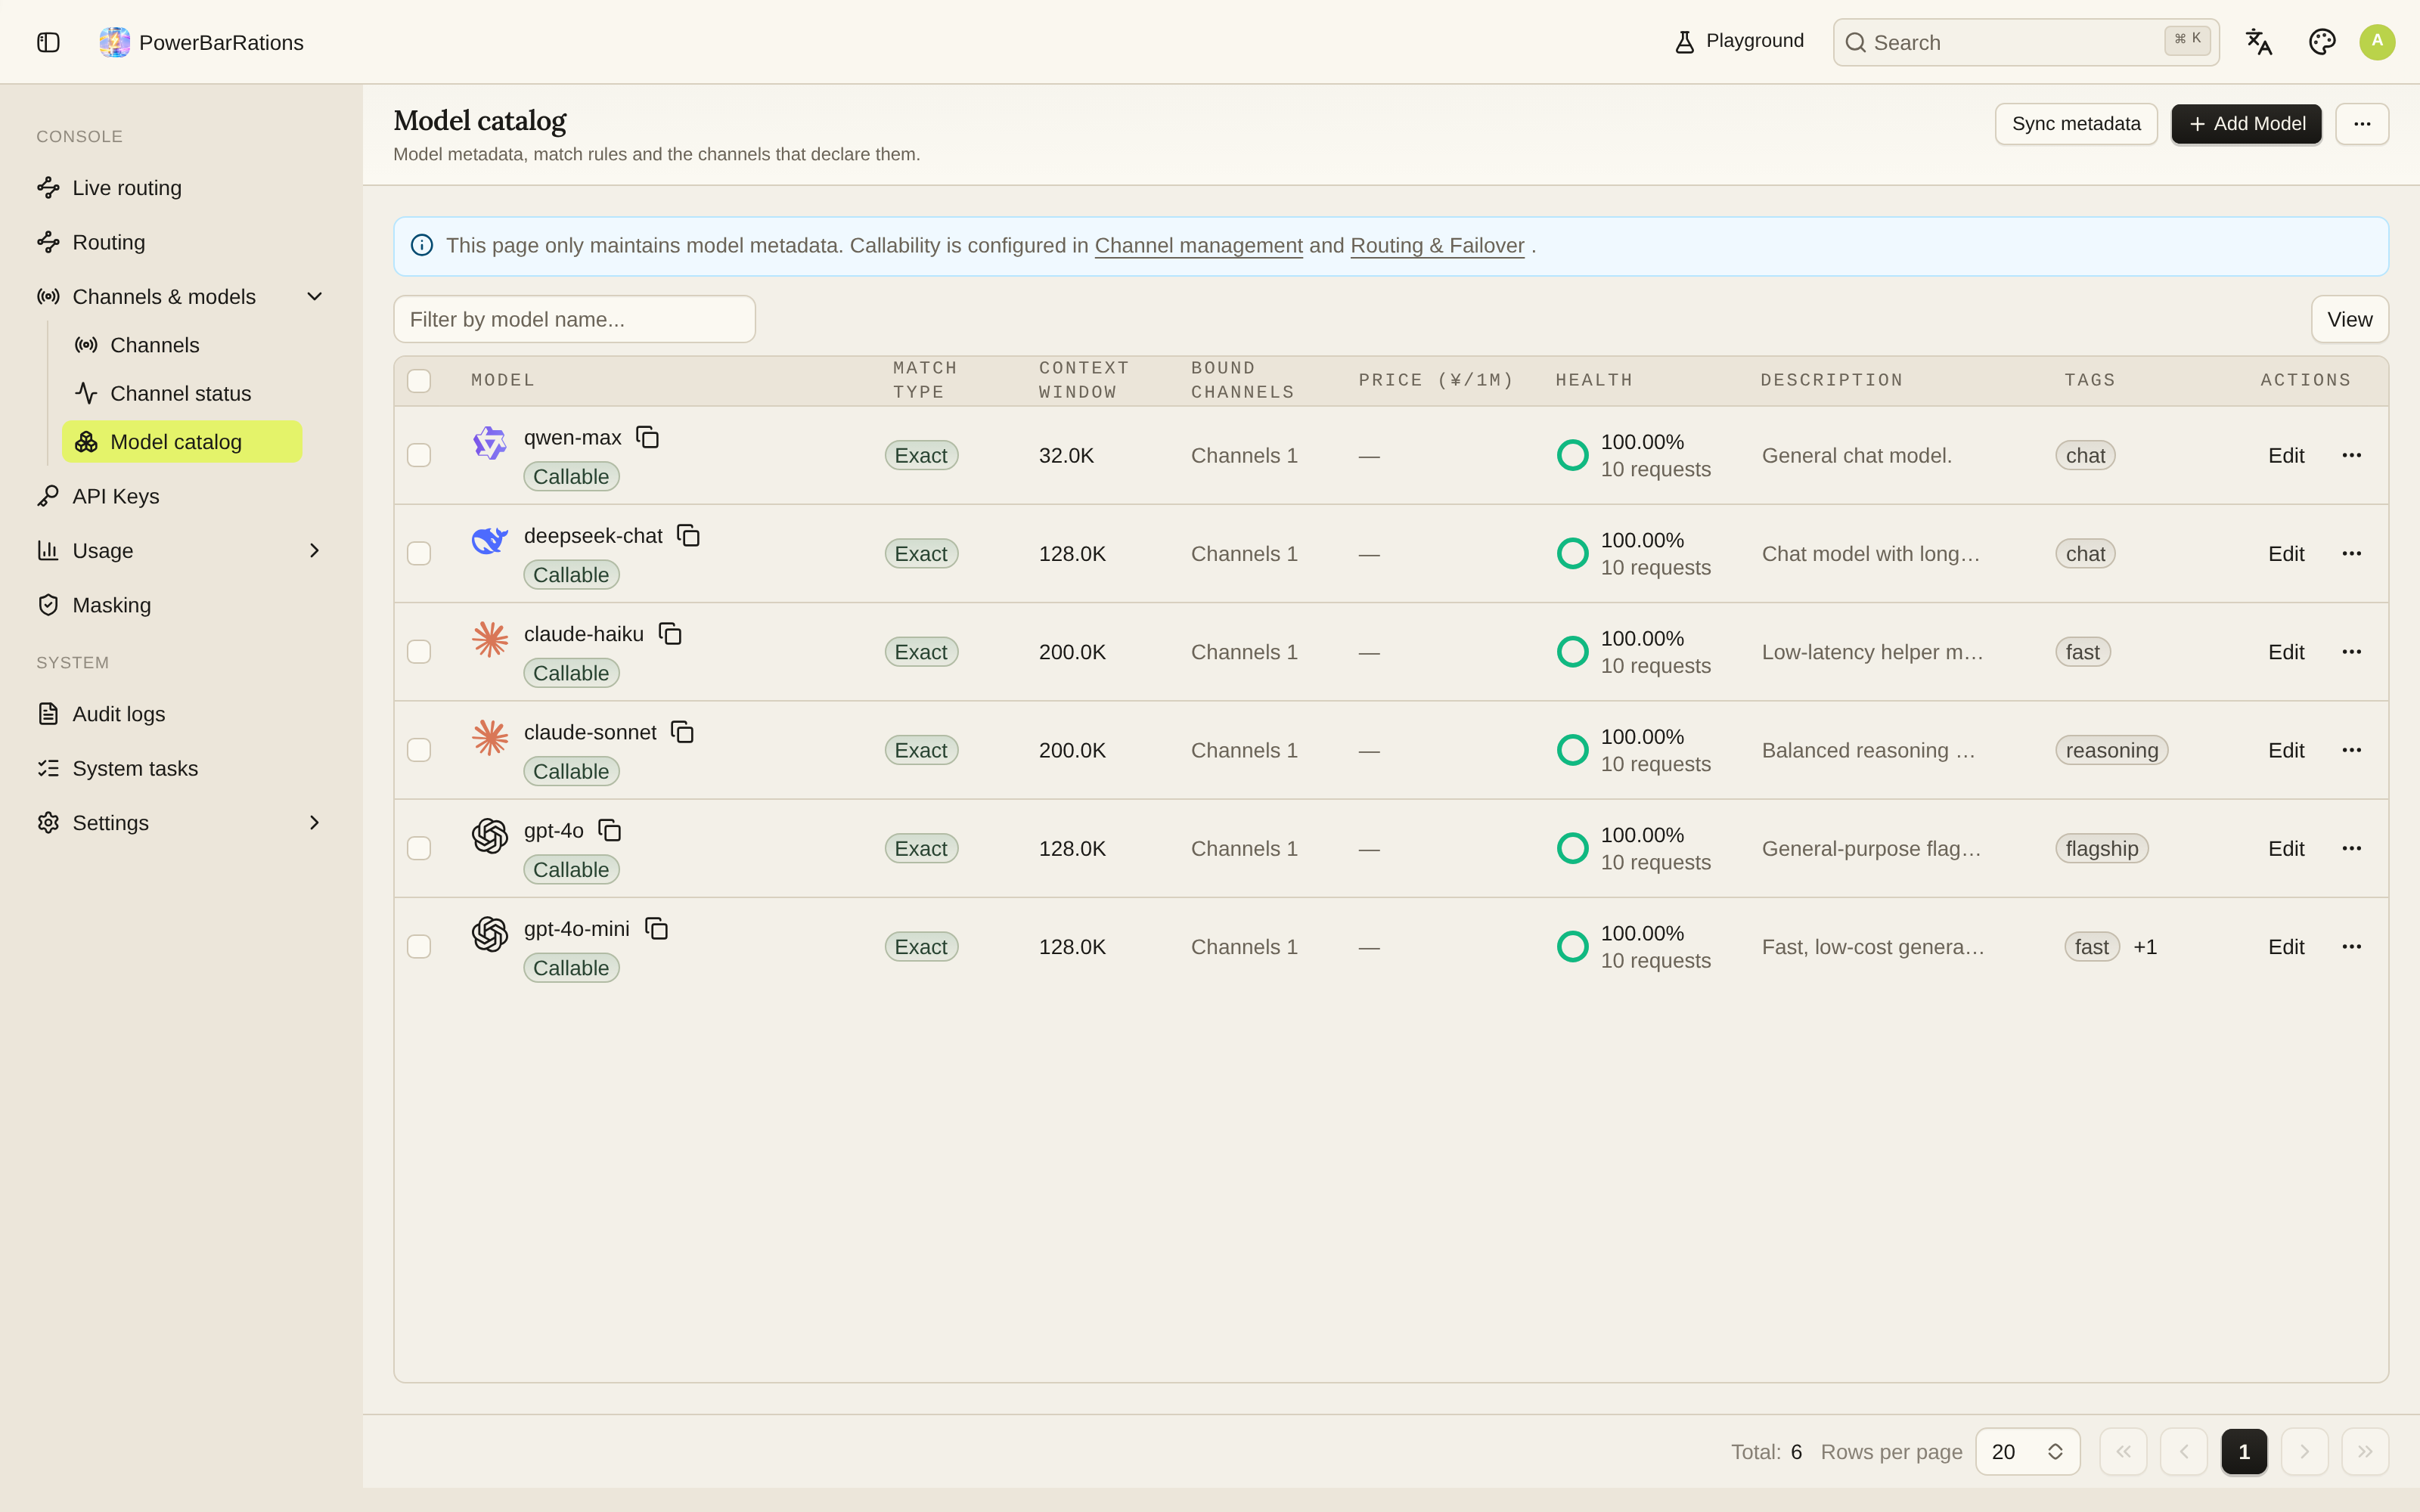 PowerBarRations
Playground
Search
⌘ K
A
CONSOLE
Live routing
Routing
Channels & models
Channels
Channel status
Model catalog
API Keys
Usage
Masking
SYSTEM
Audit logs
System tasks
Settings
Model catalog
Model metadata, match rules and the channels that declare them.
Sync metadata
Add Model
This page only maintains model metadata. Callability is configured in Channel management and Routing & Failover .
Filter by model name...
View
MODEL MATCH TYPE CONTEXT WINDOW BOUND CHANNELS PRICE (¥/1M) HEALTH DESCRIPTION TAGS ACTIONS
qwen-max
Callable
Exact 32.0K Channels 1 — 100.00% 10 requests General chat model. chat Edit
deepseek-chat
Callable
Exact 128.0K Channels 1 — 100.00% 10 requests Chat model with long… chat Edit
claude-haiku
Callable
Exact 200.0K Channels 1 — 100.00% 10 requests Low-latency helper m… fast Edit
claude-sonnet
Callable
Exact 200.0K Channels 1 — 100.00% 10 requests Balanced reasoning … reasoning Edit
gpt-4o
Callable
Exact 128.0K Channels 1 — 100.00% 10 requests General-purpose flag… flagship Edit
gpt-4o-mini
Callable
Exact 128.0K Channels 1 — 100.00% 10 requests Fast, low-cost genera… fast +1 Edit
Total: 6 Rows per page 20 1